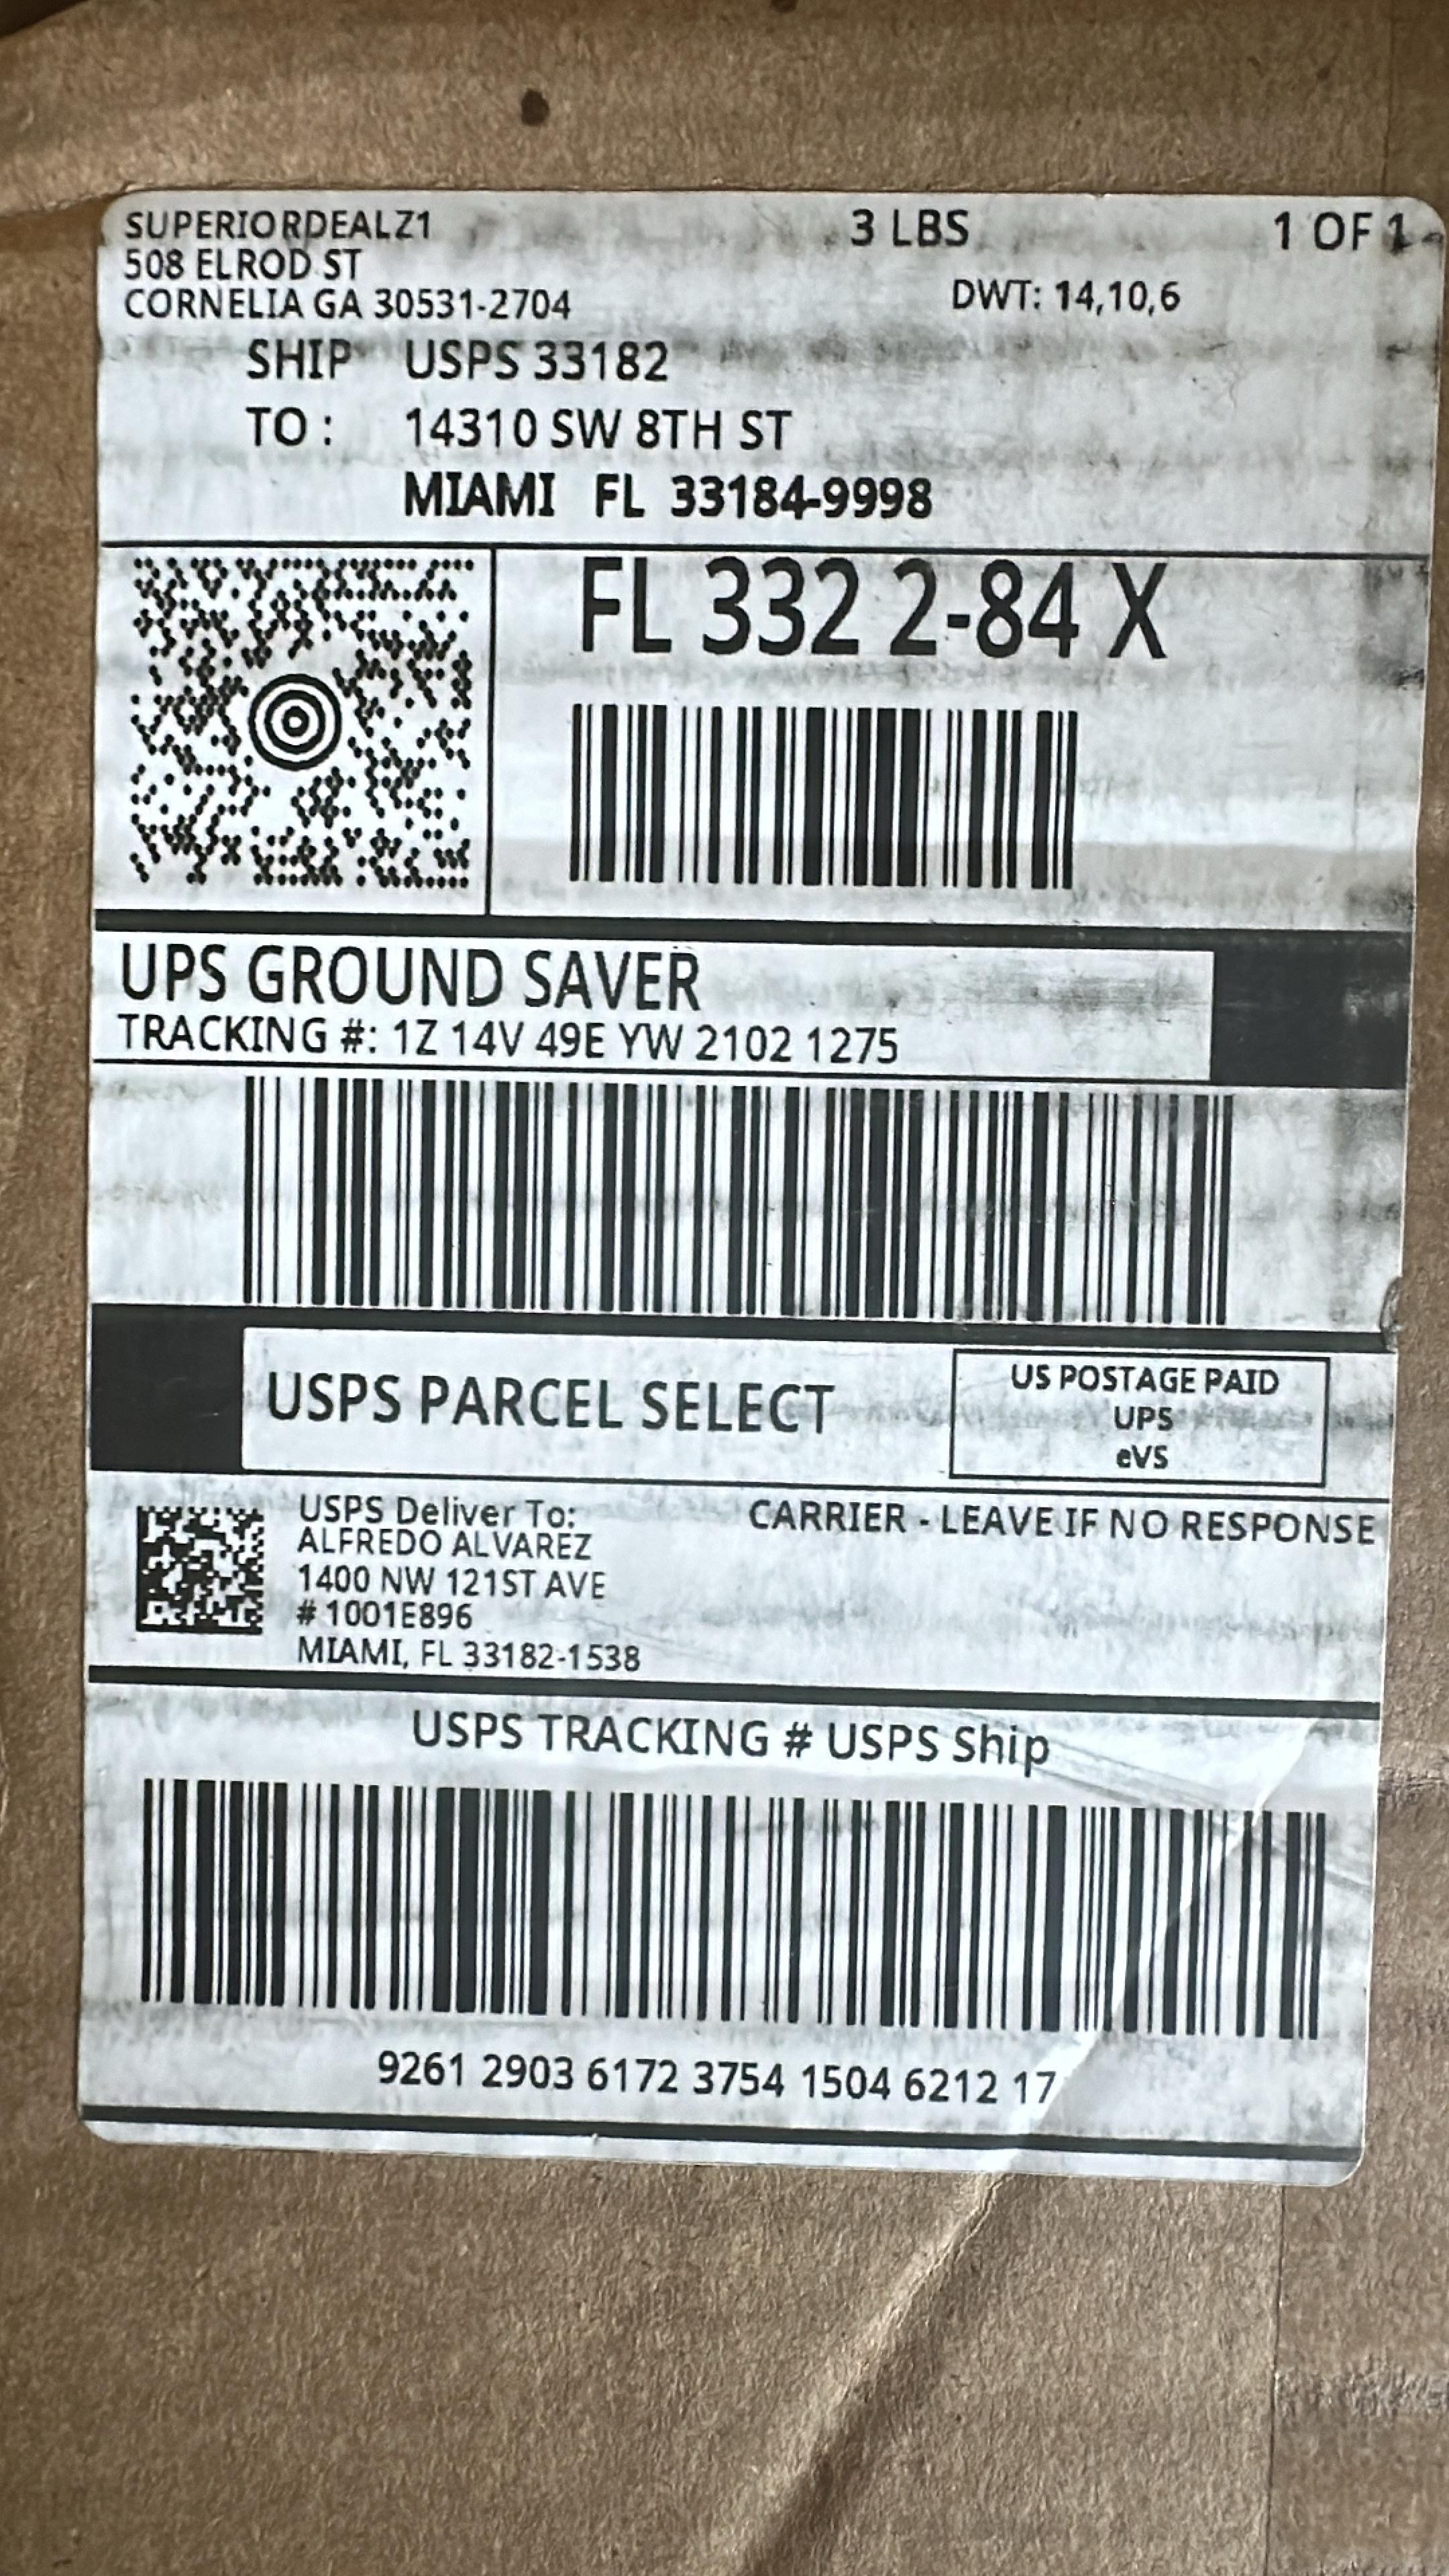 SUPERIORDEALZ1
508 ELROD ST
CORNELIA GA 30531-2704
3 LBS
1 OF 1
DWT: 14,10,6
SHIP USPS 33182
TO : 14310 SW 8TH ST
MIAMI FL 33184-9998
FL 332 2-84 X
UPS GROUND SAVER
TRACKING #: 1Z 14V 49E YW 2102 1275
USPS PARCEL SELECT
US POSTAGE PAID
UPS
eVS
USPS Deliver To:
ALFREDO ALVAREZ
1400 NW 121ST AVE
# 1001E896
MIAMI, FL 33182-1538
CARRIER - LEAVE IF NO RESPONSE
USPS TRACKING # USPS Ship
9261 2903 6172 3754 1504 6212 17